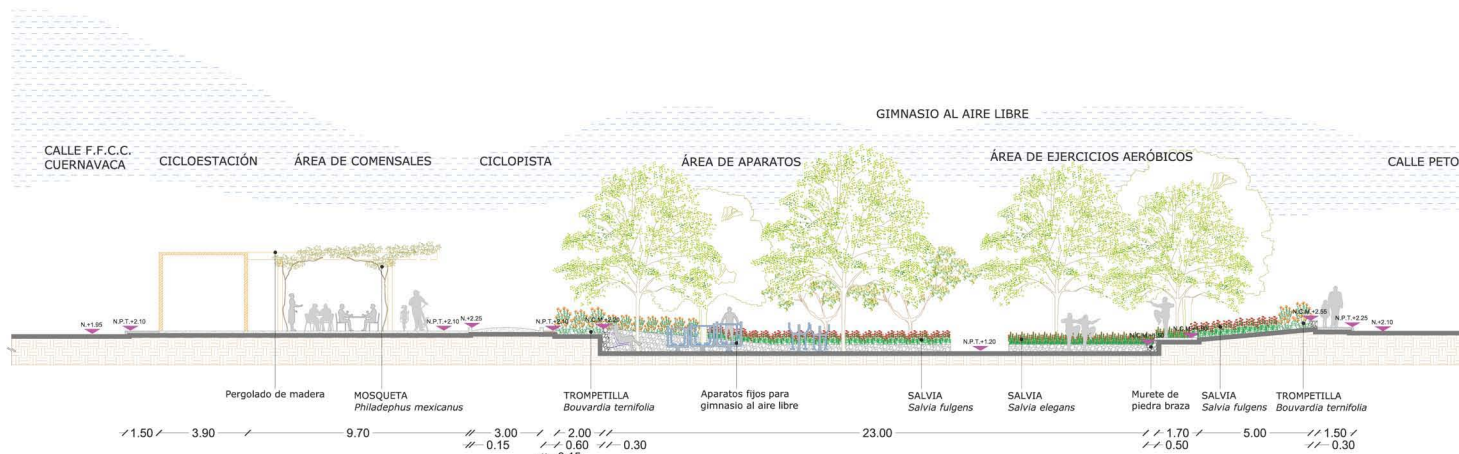 GIMNASIO AL AIRE LIBRE
CALLE F.F.C.C.
CUERNAVACA
CICLOESTACIÓN
ÁREA DE COMENSALES
CICLOPISTA
ÁREA DE APARATOS
ÁREA DE EJERCICIOS AERÓBICOS
CALLE PETO
N.+1.95
N.P.T.+2.10
N.P.T.+2.10
N.+2.25
N.P.T.+2.10
N.P.T.+1.20
N.C.M.+2.55
N.P.T.+2.25
N.+2.10
Pergolado de madera
MOSQUETA
Philadephus mexicanus
TROMPETILLA
Bouvardia ternifolia
Aparatos fijos para
gimnasio al aire libre
SALVIA
Salvia fulgens
SALVIA
Salvia elegans
Murete de
piedra braza
SALVIA
Salvia fulgens
TROMPETILLA
Bouvardia ternifolia
1.50 3.90 9.70 3.00 2.00 23.00 1.70 5.00 1.50
0.15 0.60 0.30 0.50 0.30